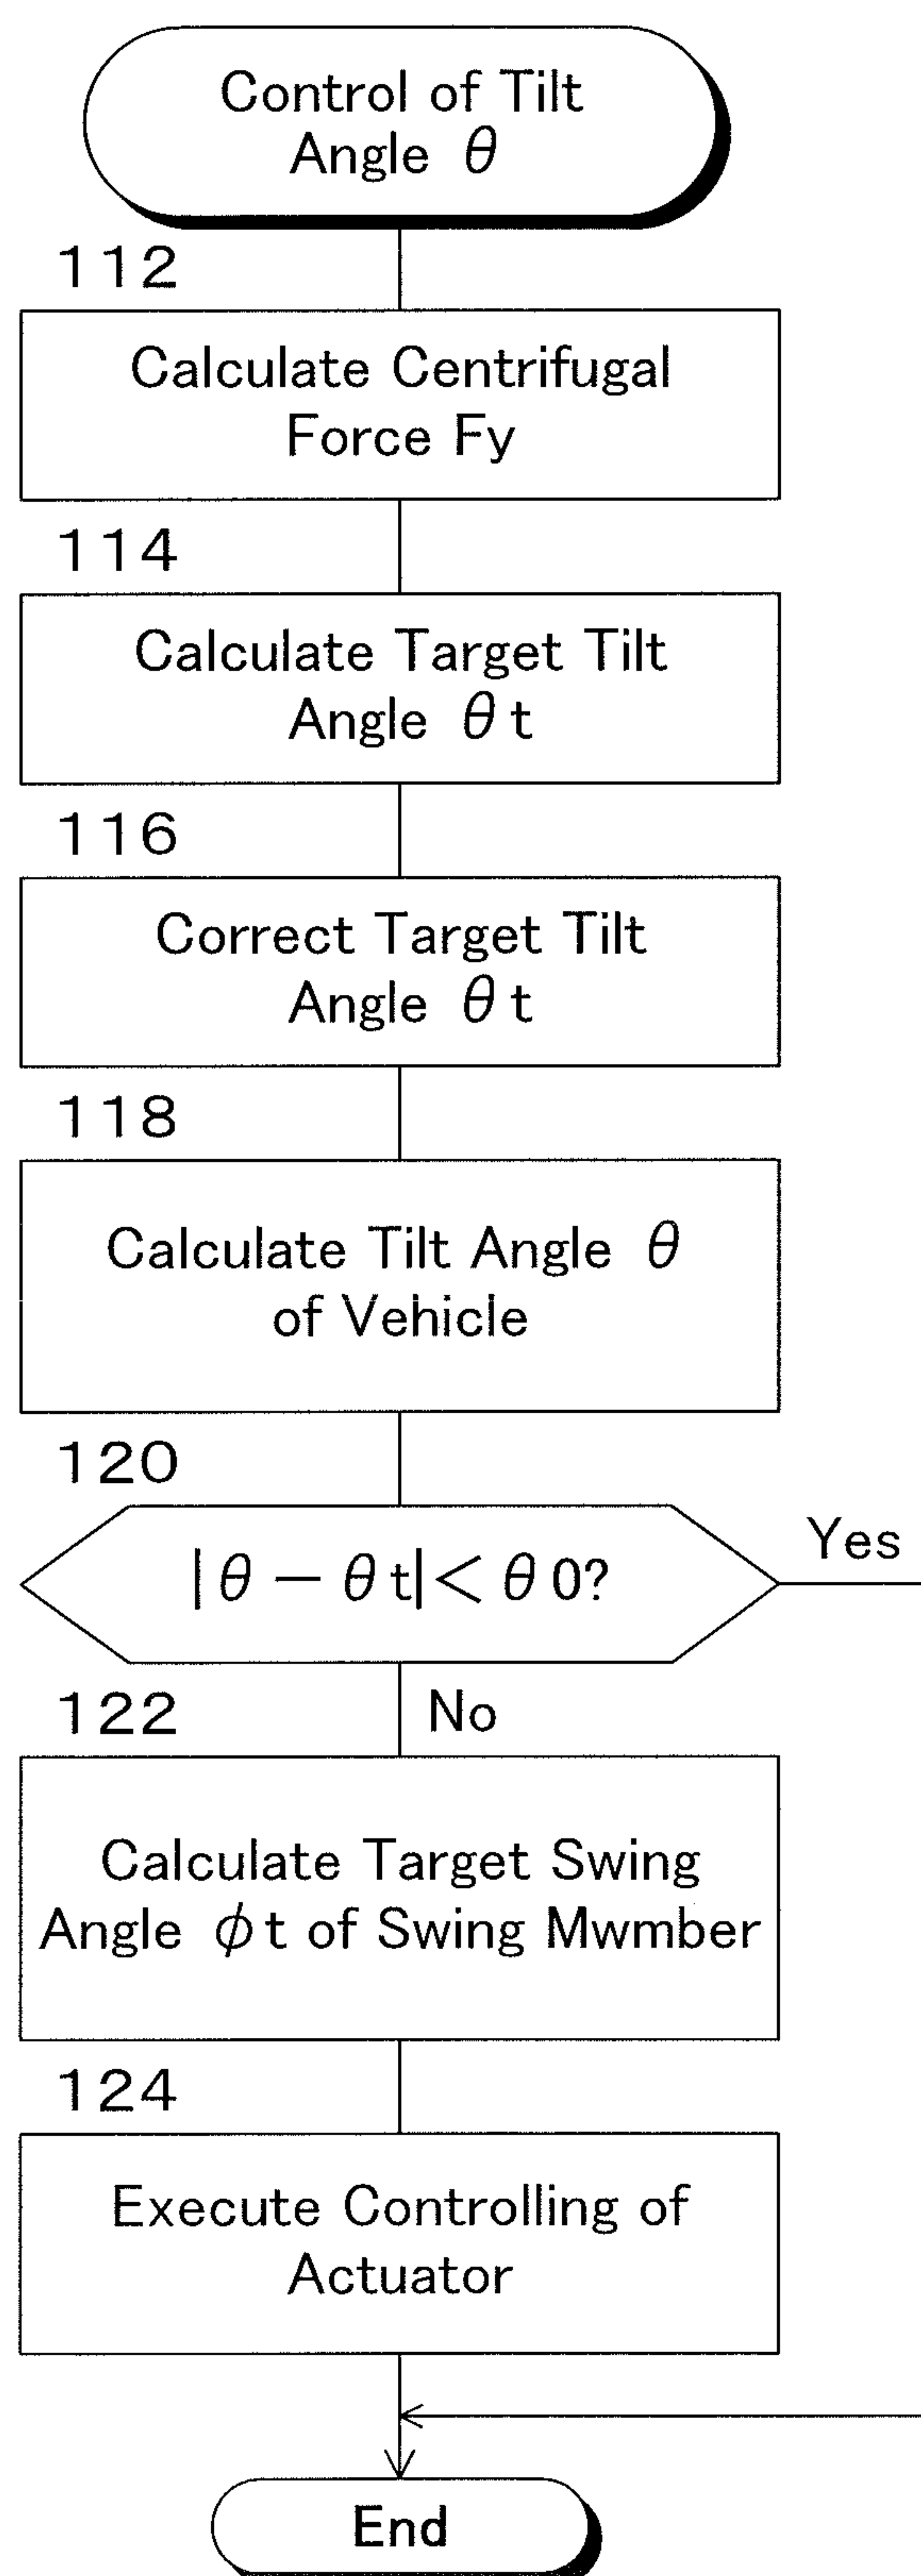 Control of Tilt
Angle θ
112
Calculate Centrifugal
Force Fy
114
Calculate Target Tilt
Angle θt
116
Correct Target Tilt
Angle θt
118
Calculate Tilt Angle θ
of Vehicle
120
|θ − θt| < θ0?
Yes
122
No
Calculate Target Swing
Angle φt of Swing Mwmber
124
Execute Controlling of
Actuator
End